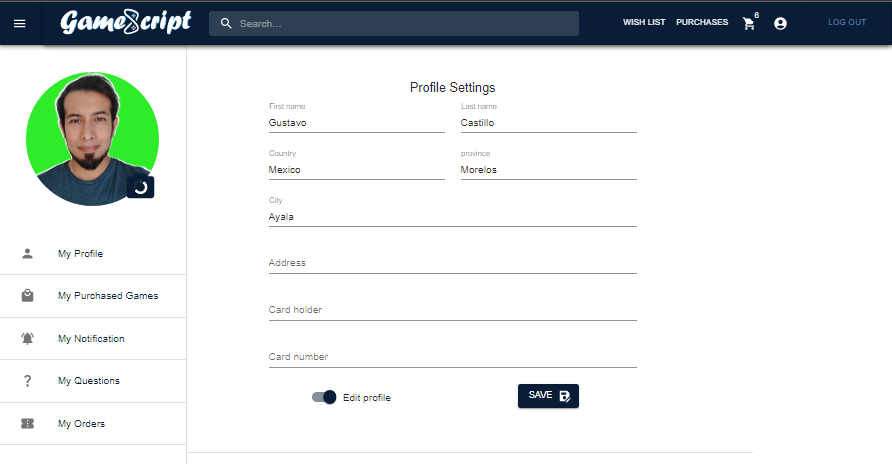 GameScript
Search...
WISH LIST
PURCHASES
6
LOG OUT
My Profile
My Purchased Games
My Notification
My Questions
My Orders
Profile Settings
First name
Last name
Gustavo
Castillo
Country
province
Mexico
Morelos
City
Ayala
Address
Card holder
Card number
Edit profile
SAVE